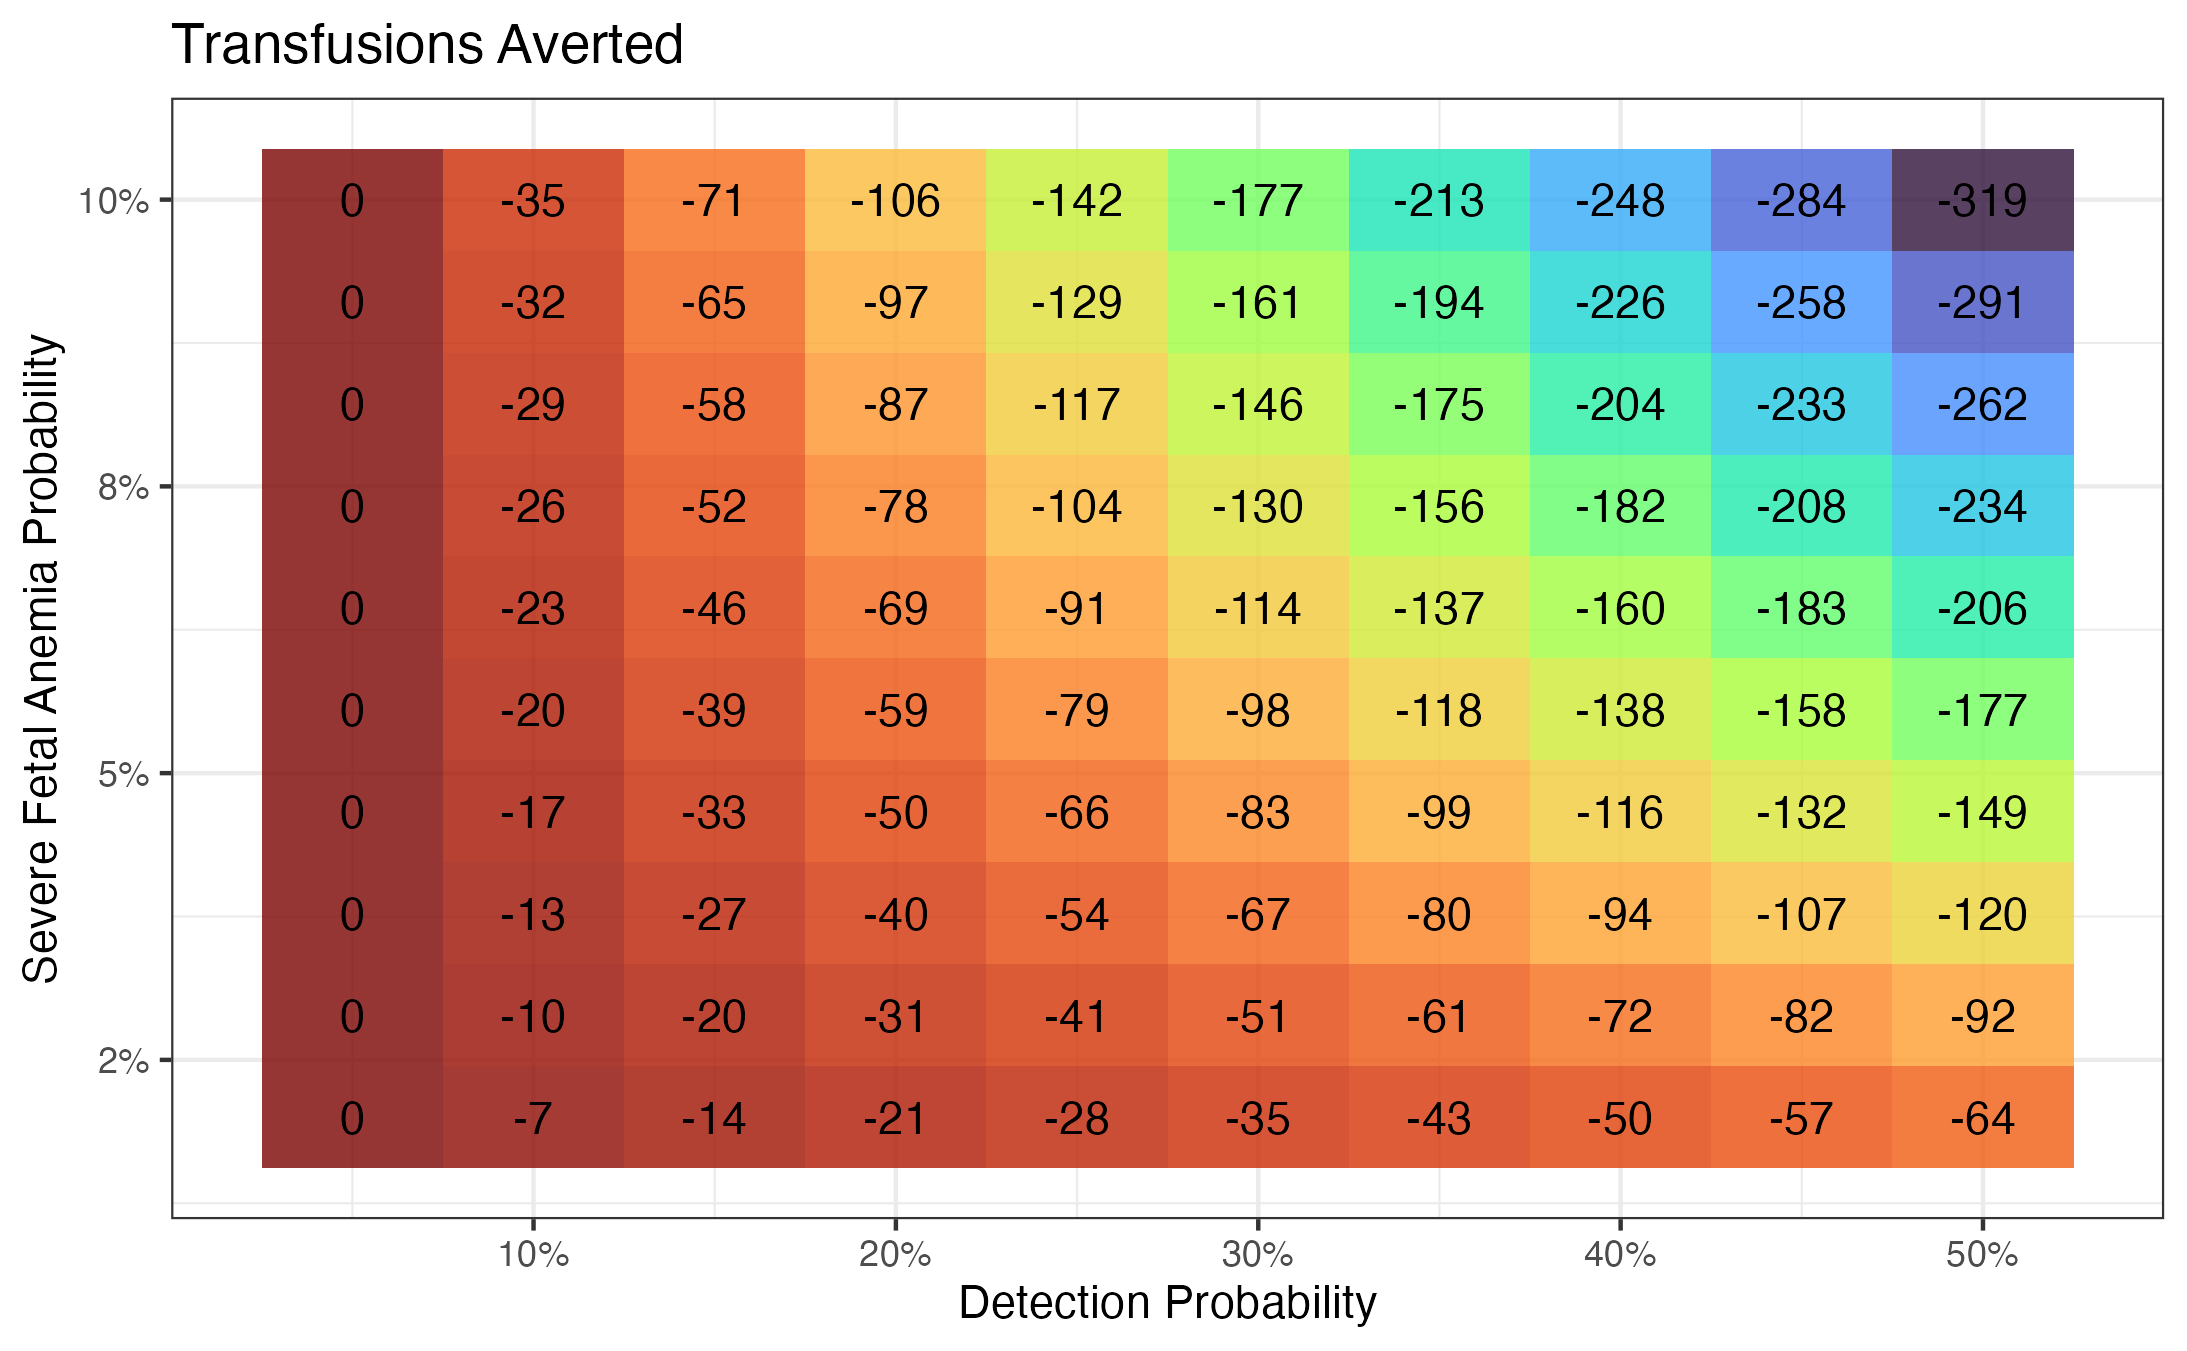 Transfusions Averted
10% 0 -35 -71 -106 -142 -177 -213 -248 -284 -319
0 -32 -65 -97 -129 -161 -194 -226 -258 -291
0 -29 -58 -87 -117 -146 -175 -204 -233 -262
8% 0 -26 -52 -78 -104 -130 -156 -182 -208 -234
0 -23 -46 -69 -91 -114 -137 -160 -183 -206
0 -20 -39 -59 -79 -98 -118 -138 -158 -177
5% 0 -17 -33 -50 -66 -83 -99 -116 -132 -149
0 -13 -27 -40 -54 -67 -80 -94 -107 -120
0 -10 -20 -31 -41 -51 -61 -72 -82 -92
2%
0 -7 -14 -21 -28 -35 -43 -50 -57 -64
10% 20% 30% 40% 50%
Detection Probability
Severe Fetal Anemia Probability